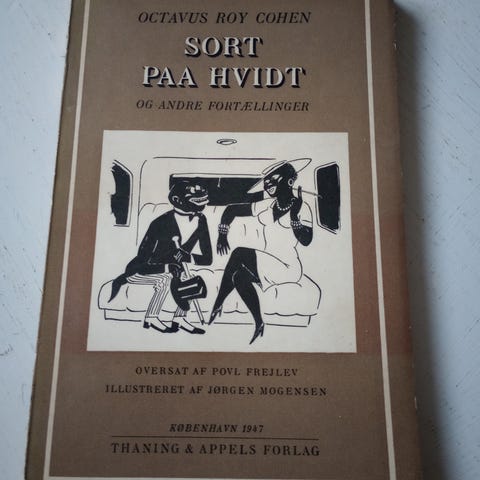 OCTAVUS ROY COHEN
SORT
PAA HVIDT
OG ANDRE FORTÆLLINGER
OVERSAT AF POVL FREJLEV
ILLUSTRERET AF JØRGEN MOGENSEN
KØBENHAVN 1947
THANING & APPELS FORLAG